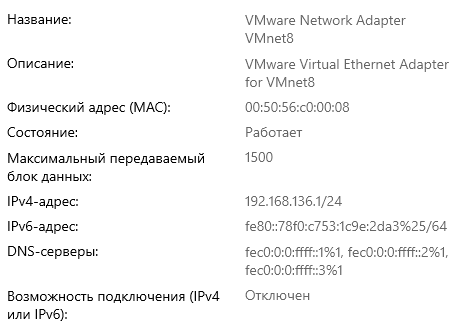 Название: VMware Network Adapter
VMnet8
Описание: VMware Virtual Ethernet Adapter
for VMnet8
Физический адрес (MAC): 00:50:56:c0:00:08
Состояние: Работает
Максимальный передаваемый 1500
блок данных:
IPv4-адрес: 192.168.136.1/24
IPv6-адрес: fe80::78f0:c753:1c9e:2da3%25/64
DNS-серверы: fec0:0:0:ffff::1%1, fec0:0:0:ffff::2%1,
fec0:0:0:ffff::3%1
Возможность подключения (IPv4 Отключен
или IPv6):